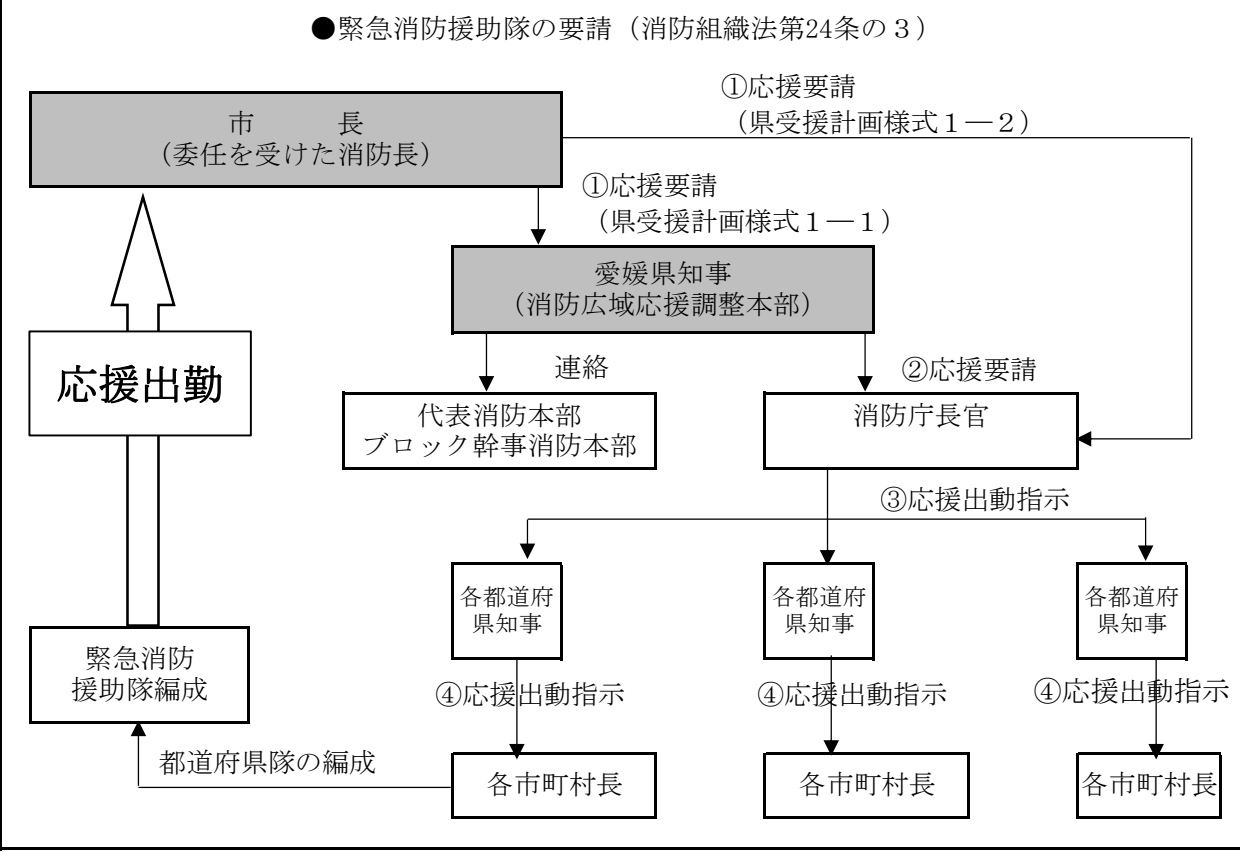 ●緊急消防援助隊の要請（消防組織法第24条の３）
①応援要請
（県受援計画様式１―２）
市　　　長
（委任を受けた消防長）
①応援要請
（県受援計画様式１―１）
愛媛県知事
（消防広域応援調整本部）
連絡
②応援要請
応援出勤
代表消防本部
ブロック幹事消防本部
消防庁長官
③応援出動指示
各都道府
県知事
各都道府
県知事
各都道府
県知事
緊急消防
援助隊編成
④応援出動指示
④応援出動指示
④応援出動指示
都道府県隊の編成
各市町村長
各市町村長
各市町村長